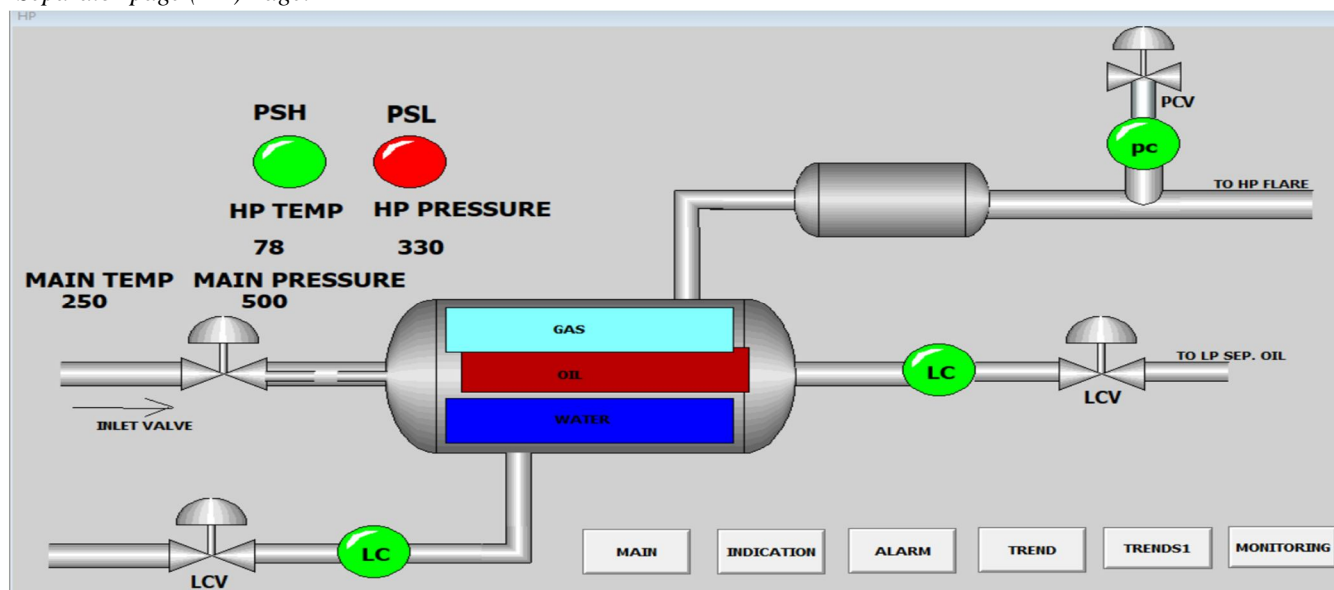 HP
PSH
PSL
PCV
pc
TO HP FLARE
HP TEMP
HP PRESSURE
78
330
MAIN TEMP
MAIN PRESSURE
250
500
GAS
TO LP SEP. OIL
OIL
LC
LCV
WATER
INLET VALVE
LC
LCV
MAIN
INDICATION
ALARM
TREND
TRENDS1
MONITORING